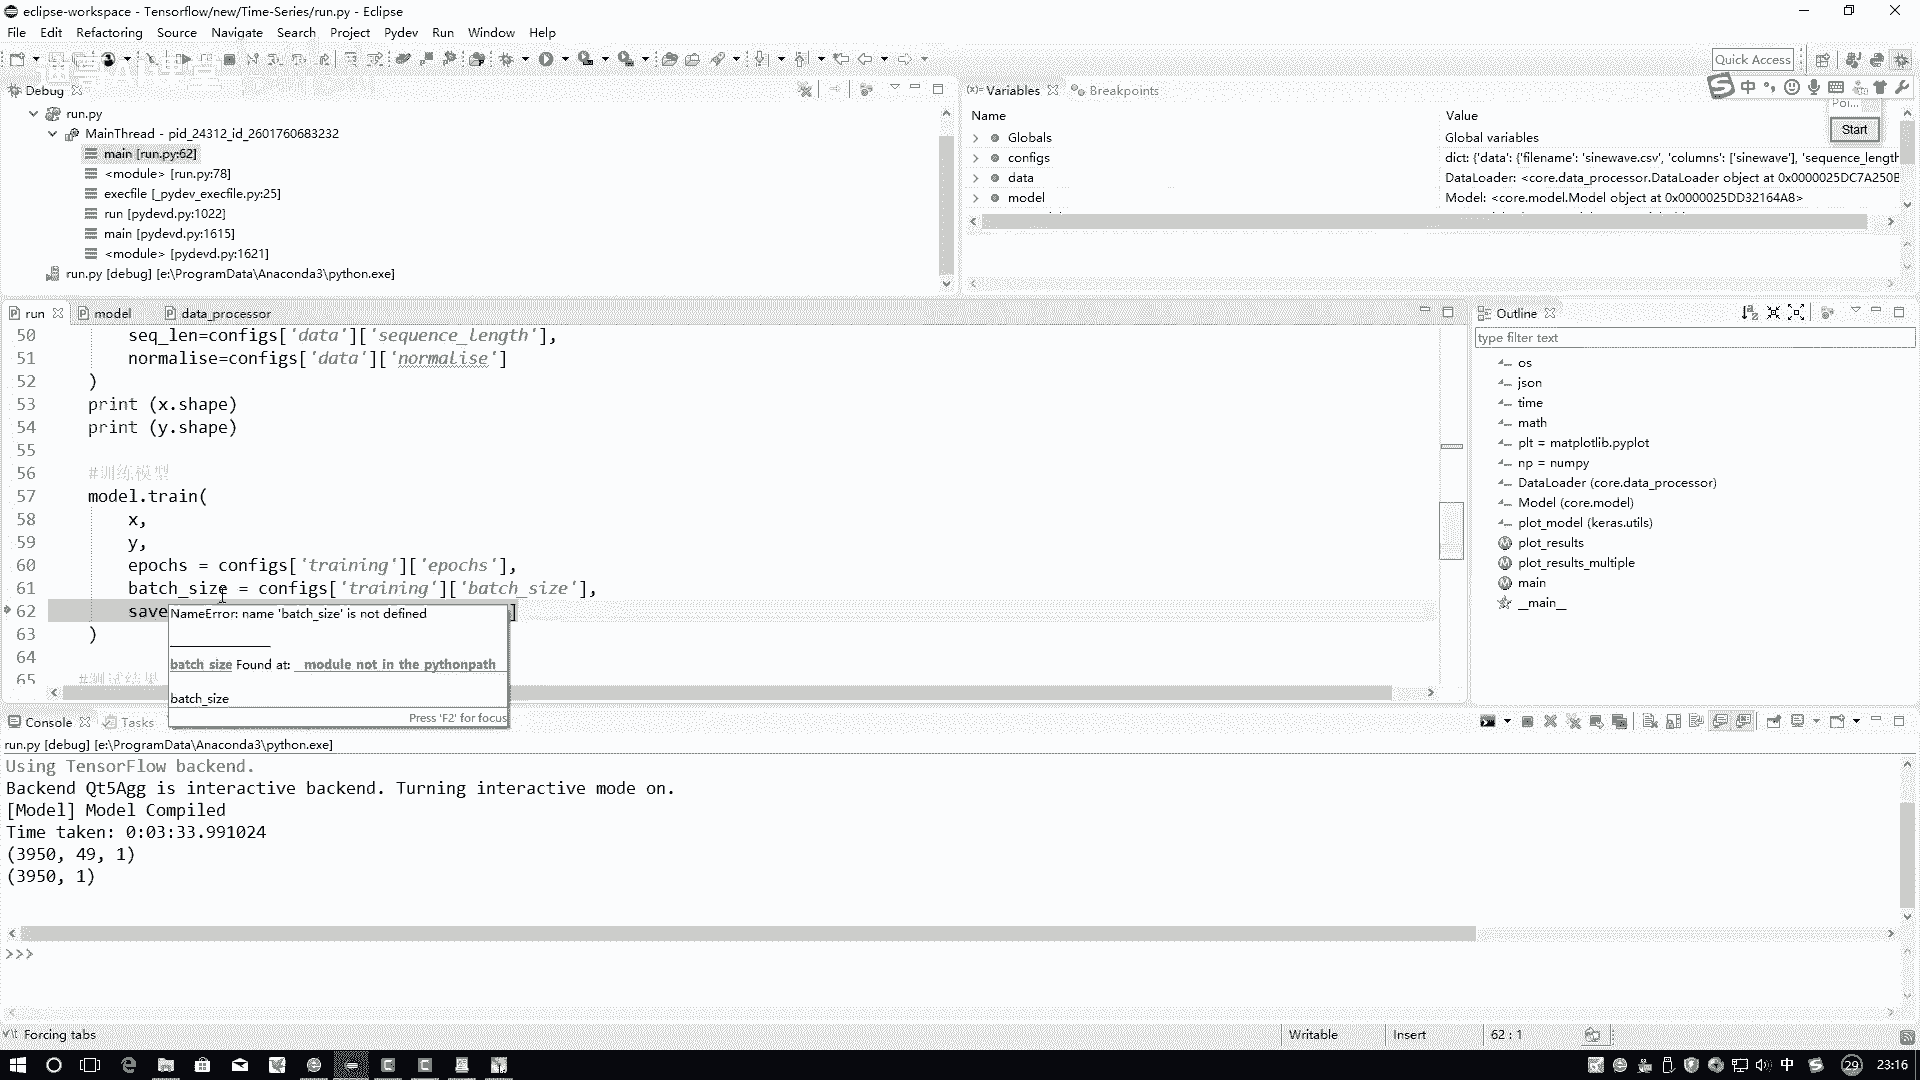 eclipse-workspace - Tensorflow/new/Time-Series/run.py - Eclipse
File Edit Refactoring Source Navigate Search Project Pydev Run Window Help
Quick Access
Debug
run.py
MainThread - pid_24312_id_2601760683232
main [run.py:62]
<module> [run.py:78]
execfile [_pydev_execfile.py:25]
run [pydevd.py:1022]
main [pydevd.py:1615]
<module> [pydevd.py:1621]
run.py [debug] [e:\ProgramData\Anaconda3\python.exe]
(x)= Variables Breakpoints
Name Value
Globals Global variables
configs dict: {'data': {'filename': 'sinewave.csv', 'columns': ['sinewave'], 'sequence_length
data DataLoader: <core.data_processor.DataLoader object at 0x0000025DC7A250B
model Model: <core.model.Model object at 0x0000025DD32164A8>
中
Poi...
Start
run model data_processor
50 seq_len=configs['data']['sequence_length'],
51 normalise=configs['data']['normalise']
52 )
53 print (x.shape)
54 print (y.shape)
55
56 #训练模型
57 model.train(
58 x,
59 y,
60 epochs = configs['training']['epochs'],
61 batch_size = configs['training']['batch_size'],
62 save ]
63 )
64
65 #测试结果
NameError: name 'batch_size' is not defined
batch_size Found at: __module_not_in_the_pythonpath__
batch_size
Press 'F2' for focus
Outline
type filter text
os
json
time
math
plt = matplotlib.pyplot
np = numpy
DataLoader (core.data_processor)
Model (core.model)
plot_model (keras.utils)
plot_results
plot_results_multiple
main
__main__
Console Tasks
run.py [debug] [e:\ProgramData\Anaconda3\python.exe]
Using TensorFlow backend.
Backend Qt5Agg is interactive backend. Turning interactive mode on.
[Model] Model Compiled
Time taken: 0:03:33.991024
(3950, 49, 1)
(3950, 1)
>>>
Forcing tabs Writable Insert 62 : 1
中 29 23:16